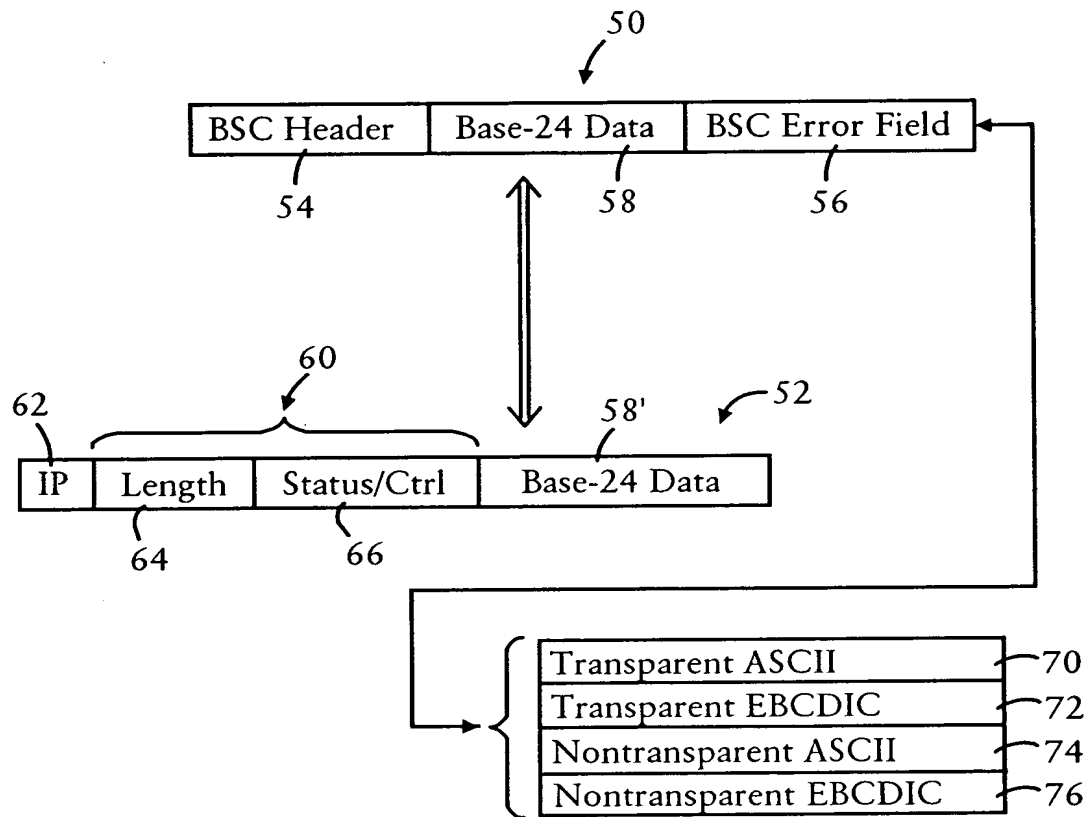 50
BSC Header Base-24 Data BSC Error Field
54 58 56
60
62 58' 52
IP Length Status/Ctrl Base-24 Data
64 66
Transparent ASCII 70
Transparent EBCDIC 72
Nontransparent ASCII 74
Nontransparent EBCDIC 76